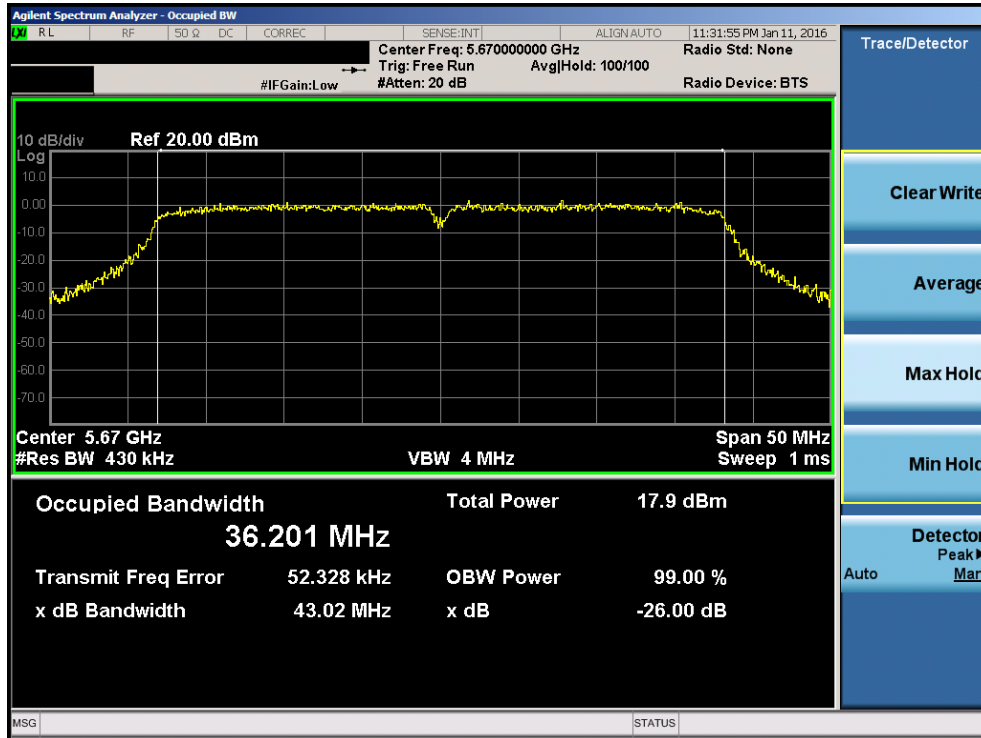 Agilent Spectrum Analyzer - Occupied BW
LXI RL RF 50 Ω DC CORREC SENSE:INT ALIGN AUTO 11:31:55 PM Jan 11, 2016
Center Freq: 5.670000000 GHz Radio Std: None
Trig: Free Run Avg|Hold: 100/100
#IFGain:Low #Atten: 20 dB Radio Device: BTS
Trace/Detector
10 dB/div Ref 20.00 dBm
Log
10.0
0.00
-10.0
-20.0
-30.0
-40.0
-50.0
-60.0
-70.0
Center 5.67 GHz Span 50 MHz
#Res BW 430 kHz VBW 4 MHz Sweep 1 ms
Occupied Bandwidth Total Power 17.9 dBm
36.201 MHz
Transmit Freq Error 52.328 kHz OBW Power 99.00 %
x dB Bandwidth 43.02 MHz x dB -26.00 dB
Clear Write
Average
Max Hold
Min Hold
Detector
Peak▶
Auto Man
MSG STATUS